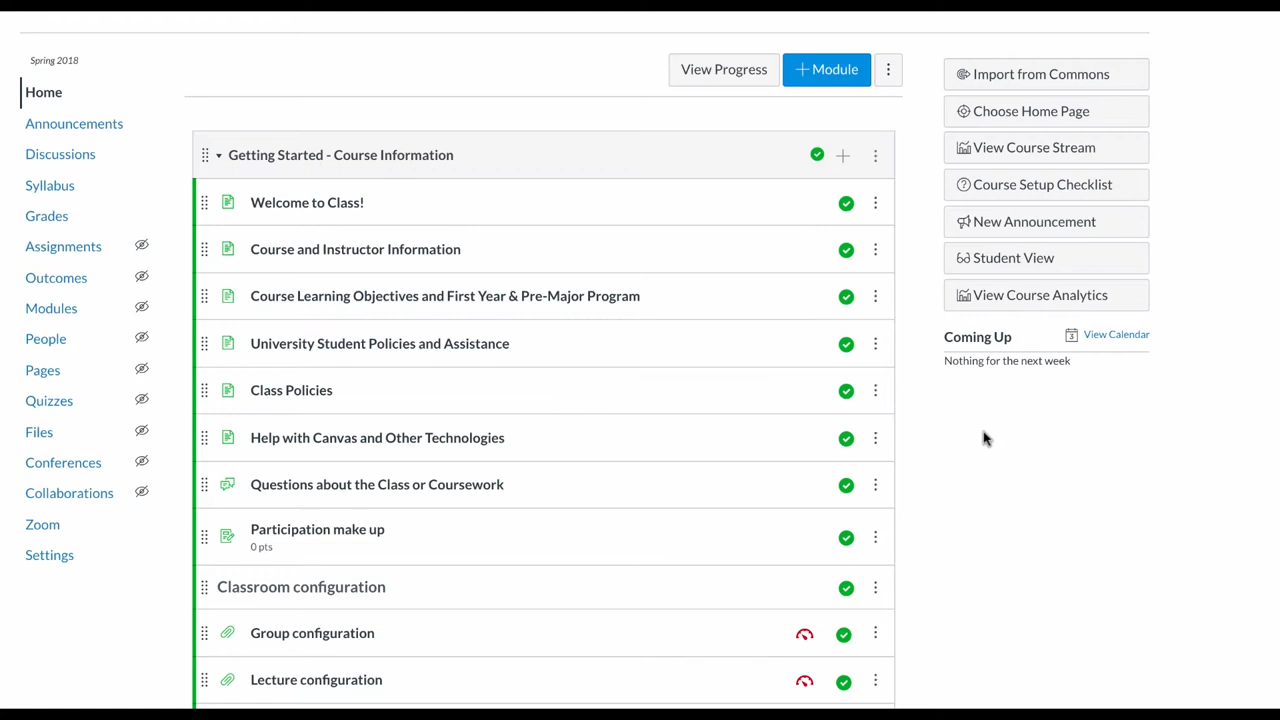 Spring 2018
Home
Announcements
Discussions
Syllabus
Grades
Assignments
Outcomes
Modules
People
Pages
Quizzes
Files
Conferences
Collaborations
Zoom
Settings
View Progress
+ Module
Getting Started - Course Information
Welcome to Class!
Course and Instructor Information
Course Learning Objectives and First Year & Pre-Major Program
University Student Policies and Assistance
Class Policies
Help with Canvas and Other Technologies
Questions about the Class or Coursework
Participation make up
0 pts
Classroom configuration
Group configuration
Lecture configuration
Import from Commons
Choose Home Page
View Course Stream
Course Setup Checklist
New Announcement
Student View
View Course Analytics
Coming Up
3 View Calendar
Nothing for the next week